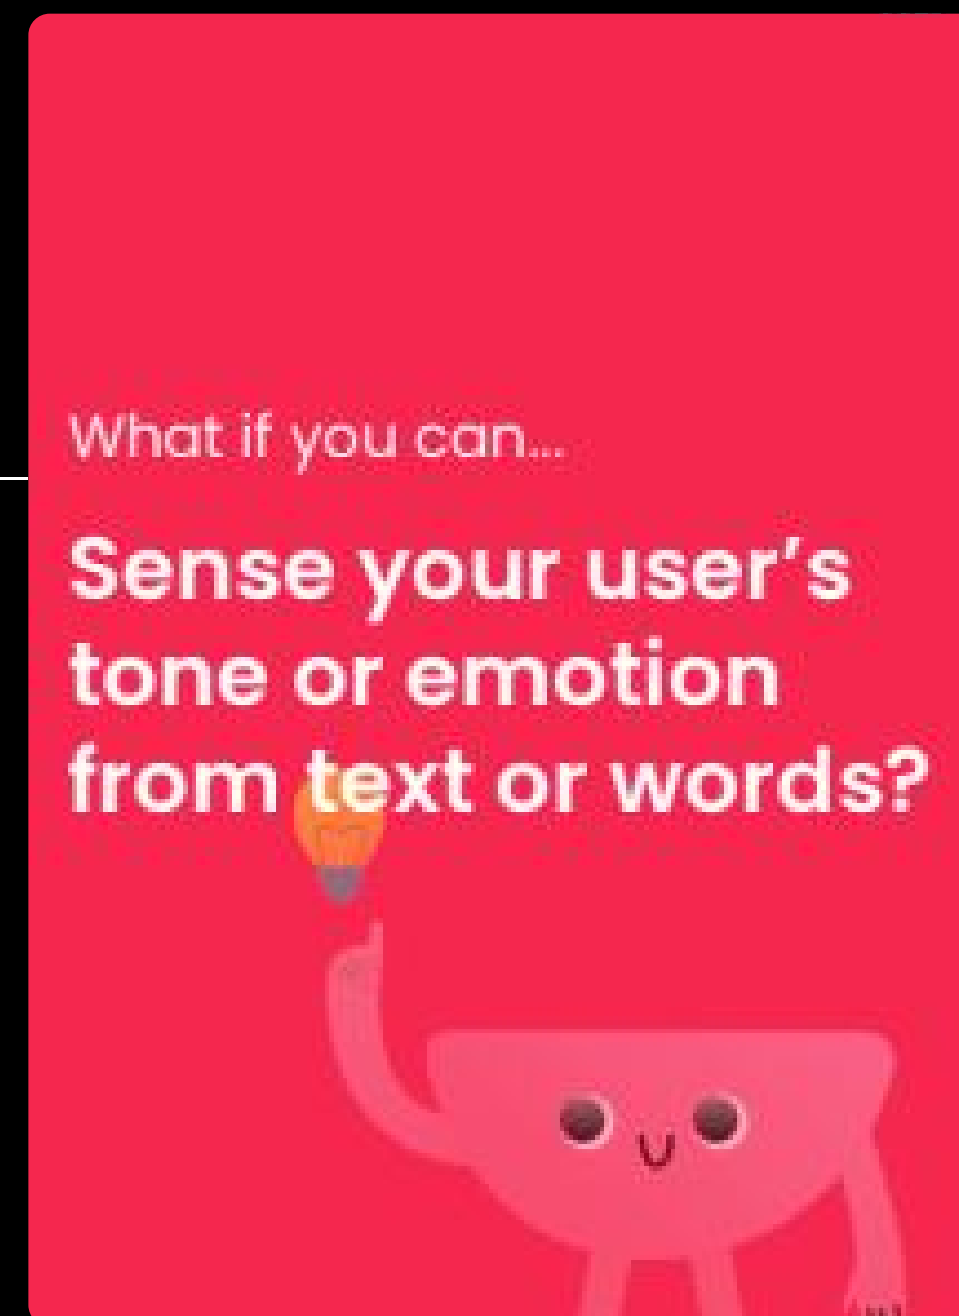 What if you can...
Sense your user’s
tone or emotion
from text or words?